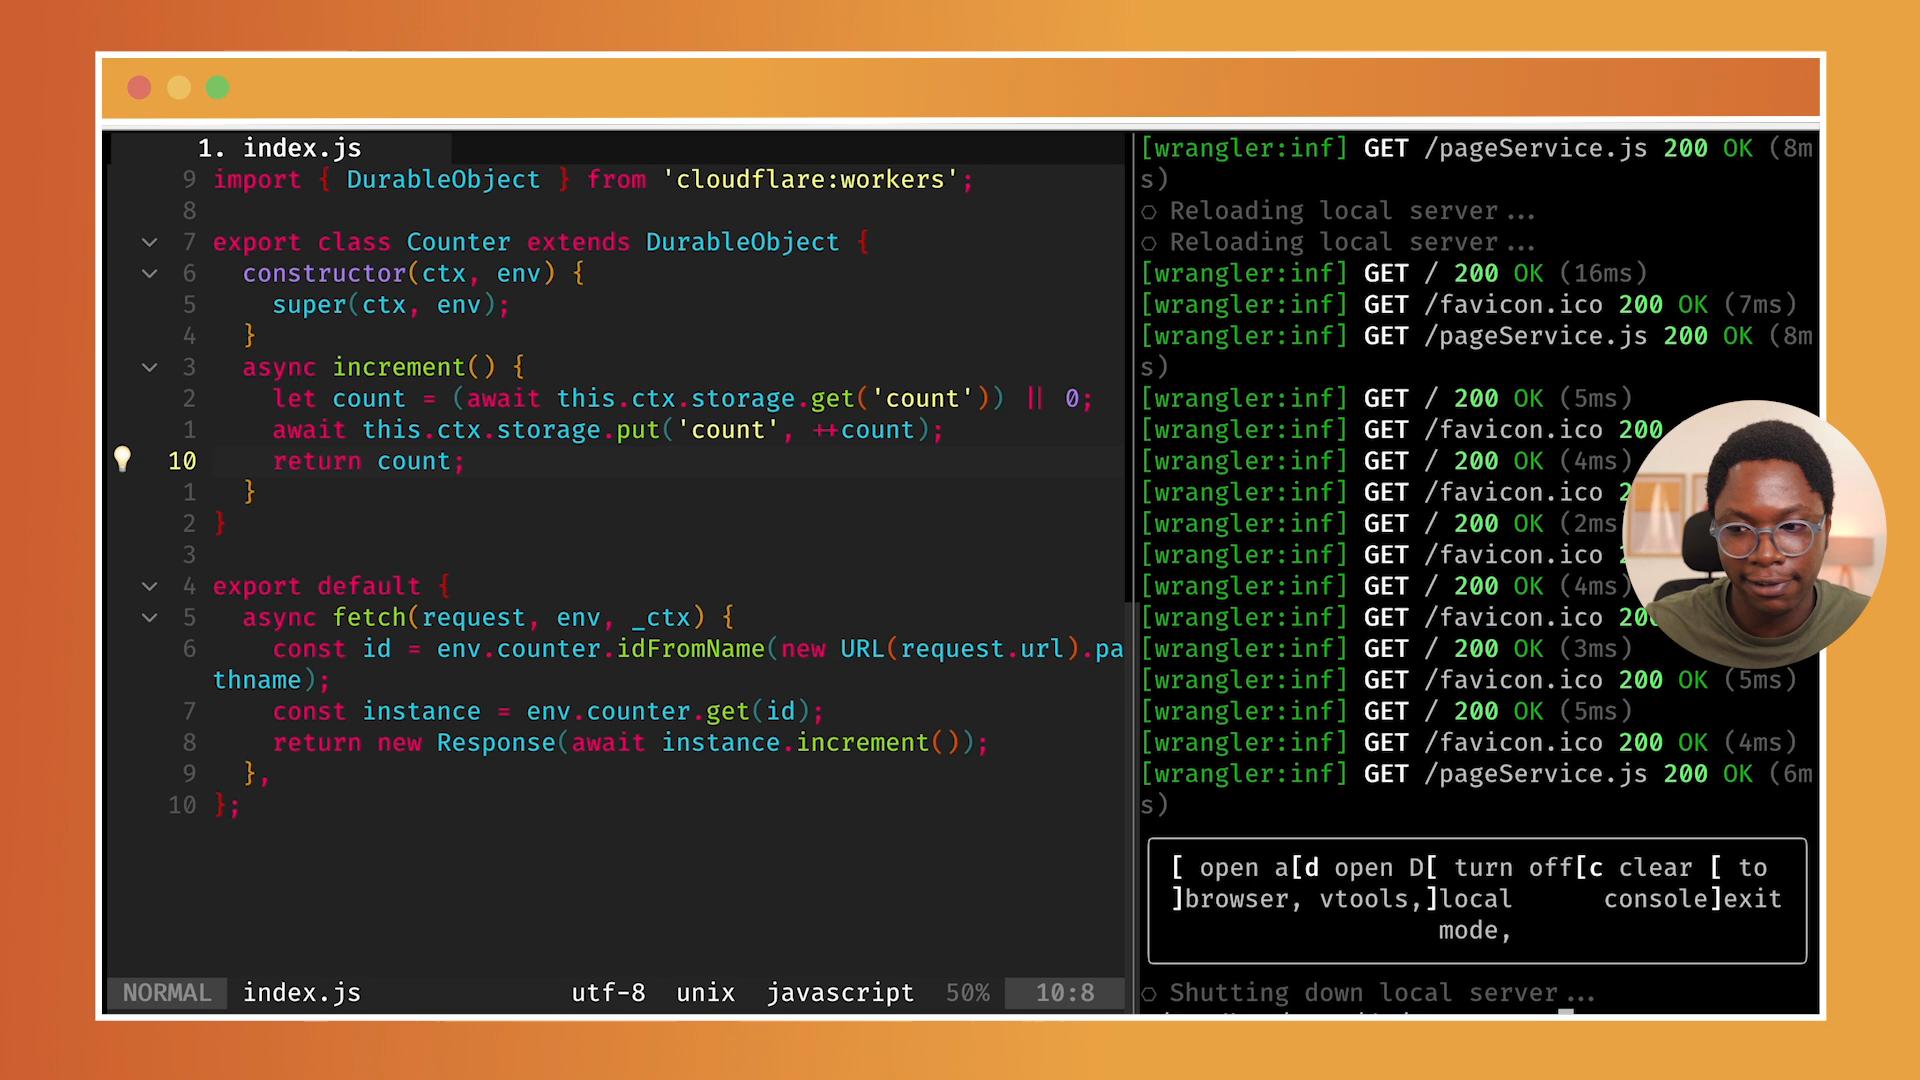 1. index.js
9 import { DurableObject } from 'cloudflare:workers';
8
7 export class Counter extends DurableObject {
6 constructor(ctx, env) {
5 super(ctx, env);
4 }
3 async increment() {
2 let count = (await this.ctx.storage.get('count')) || 0;
1 await this.ctx.storage.put('count', ++count);
10 return count;
1 }
2 }
3
4 export default {
5 async fetch(request, env, _ctx) {
6 const id = env.counter.idFromName(new URL(request.url).pa
thname);
7 const instance = env.counter.get(id);
8 return new Response(await instance.increment());
9 },
10 };
NORMAL index.js utf-8 unix javascript 50% 10:8
[wrangler:inf] GET /pageService.js 200 OK (8m
s)
Reloading local server...
Reloading local server...
[wrangler:inf] GET / 200 OK (16ms)
[wrangler:inf] GET /favicon.ico 200 OK (7ms)
[wrangler:inf] GET /pageService.js 200 OK (8m
s)
[wrangler:inf] GET / 200 OK (5ms)
[wrangler:inf] GET /favicon.ico 200
[wrangler:inf] GET / 200 OK (4ms)
[wrangler:inf] GET /favicon.ico
[wrangler:inf] GET / 200 OK (2ms
[wrangler:inf] GET /favicon.ico
[wrangler:inf] GET / 200 OK (4ms)
[wrangler:inf] GET /favicon.ico 200
[wrangler:inf] GET / 200 OK (3ms)
[wrangler:inf] GET /favicon.ico 200 OK (5ms)
[wrangler:inf] GET / 200 OK (5ms)
[wrangler:inf] GET /favicon.ico 200 OK (4ms)
[wrangler:inf] GET /pageService.js 200 OK (6m
s)
[ open a[d open D[ turn off[c clear [ to
]browser, vtools,]local console]exit
mode,
Shutting down local server...